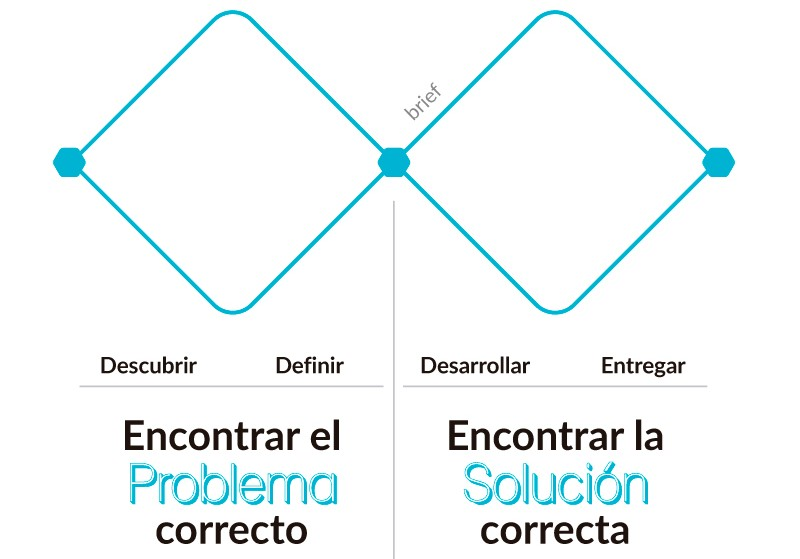 brief
Descubrir Definir Desarrollar Entregar
Encontrar el
Problema
correcto
Encontrar la
Solución
correcta